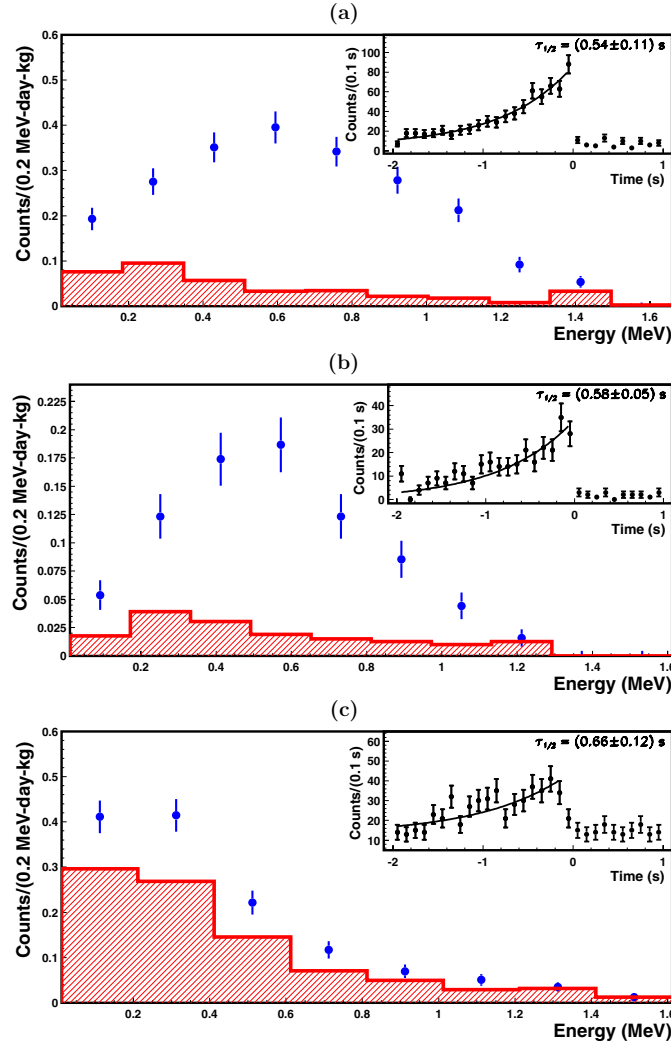 (a)
Counts/(0.2 MeV-day-kg)
0.6
0.5
0.4
0.3
0.2
0.1
0
0.2 0.4 0.6 0.8 1 1.2 1.4 1.6
Energy (MeV)
τ1/2 = (0.54±0.11) s
Counts/(0.1 s)
100
80
60
40
20
0
-2 -1 0 1
Time (s)
(b)
Counts/(0.2 MeV-day-kg)
0.225
0.2
0.175
0.15
0.125
0.1
0.075
0.05
0.025
0
0.2 0.4 0.6 0.8 1 1.2 1.4 1.6
Energy (MeV)
τ1/2 = (0.58±0.05) s
Counts/(0.1 s)
40
30
20
10
0
-2 -1 0 1
Time (s)
(c)
Counts/(0.2 MeV-day-kg)
0.6
0.5
0.4
0.3
0.2
0.1
0
0 0.2 0.4 0.6 0.8 1 1.2 1.4 1.6
Energy (MeV)
τ1/2 = (0.66±0.12) s
Counts/(0.1 s)
60
50
40
30
20
10
-2 -1 0 1
Time (s)